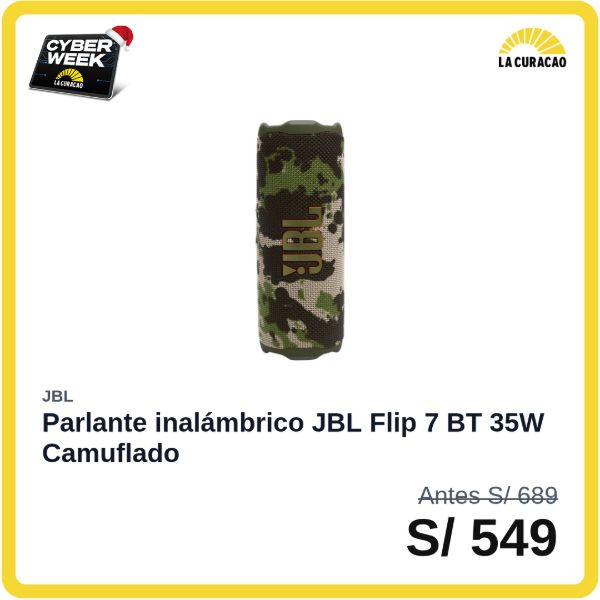 CYBER
WEEK
LA CURACAO
LA CURACAO
JBL
JBL
Parlante inalámbrico JBL Flip 7 BT 35W
Camuflado
Antes S/ 689
S/ 549